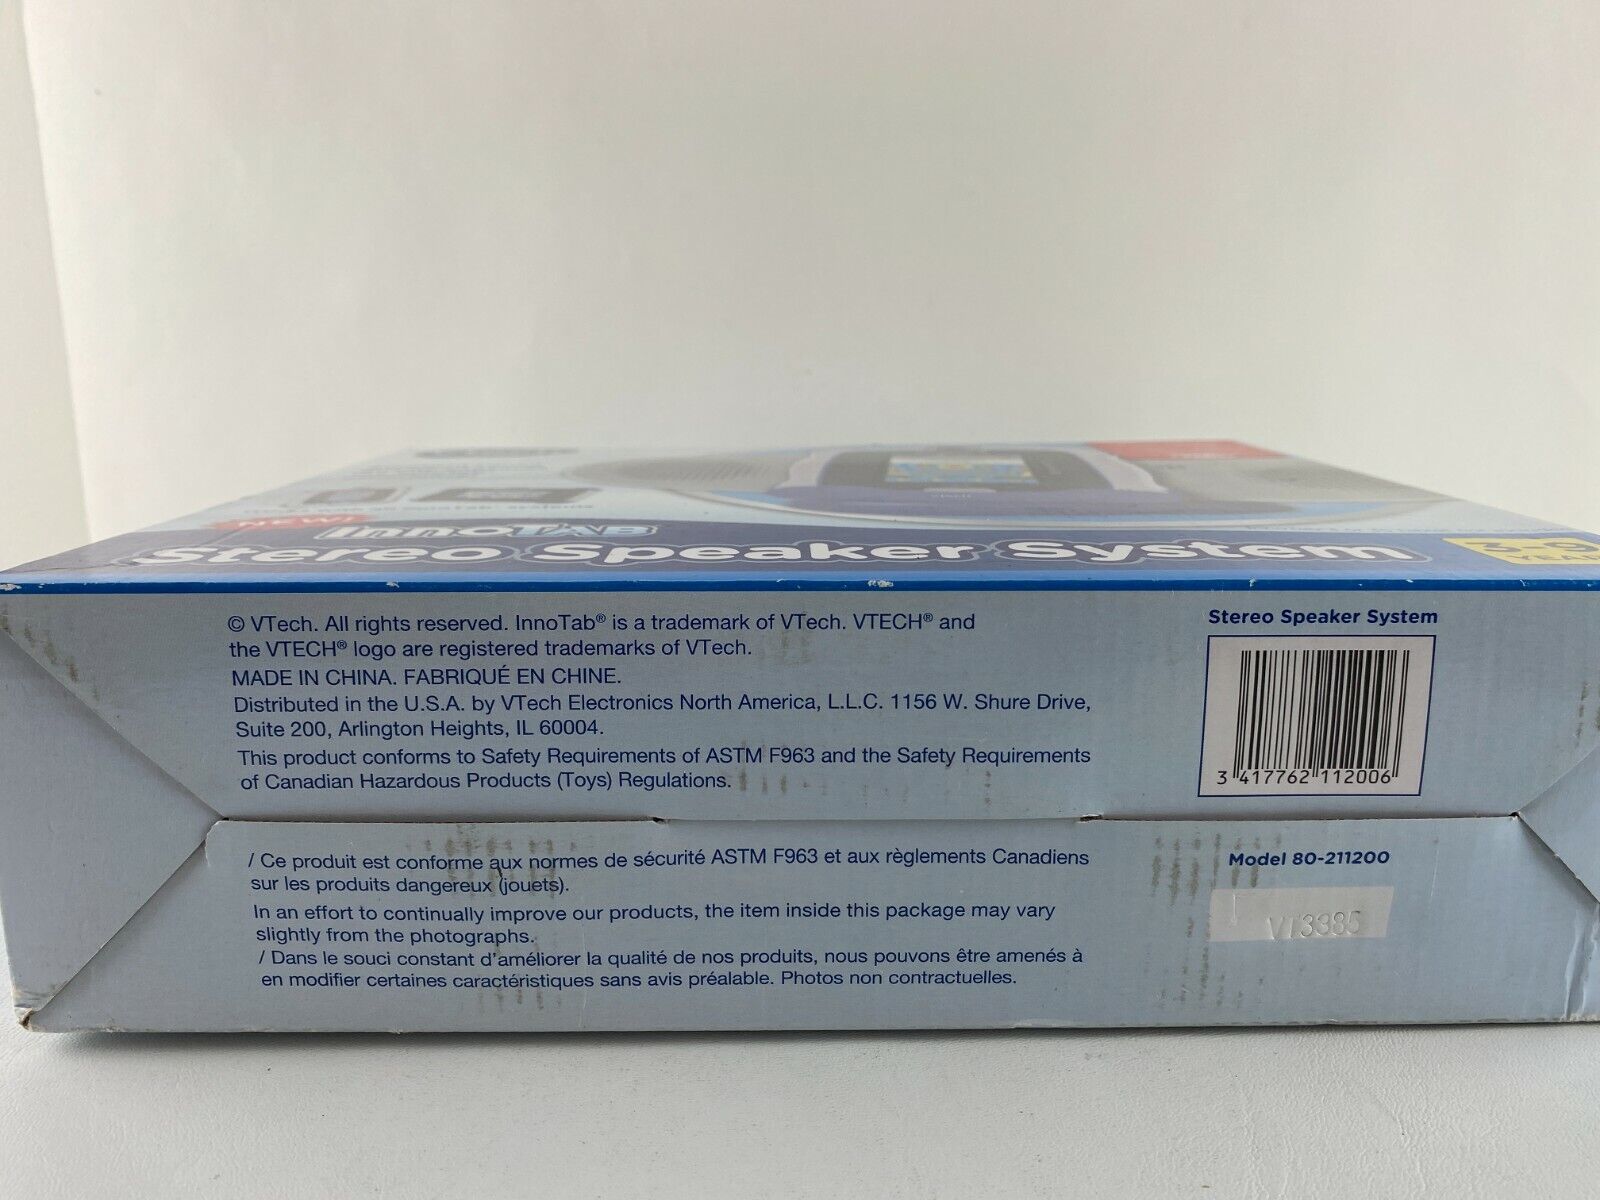 NEW!
InnoTAB
Stereo Speaker System
3-9
© VTech. All rights reserved. InnoTab® is a trademark of VTech. VTECH® and
the VTECH® logo are registered trademarks of VTech.
MADE IN CHINA. FABRIQUÉ EN CHINE.
Distributed in the U.S.A. by VTech Electronics North America, L.L.C. 1156 W. Shure Drive,
Suite 200, Arlington Heights, IL 60004.
This product conforms to Safety Requirements of ASTM F963 and the Safety Requirements
of Canadian Hazardous Products (Toys) Regulations.
/ Ce produit est conforme aux normes de sécurité ASTM F963 et aux règlements Canadiens
sur les produits dangereux (jouets).
In an effort to continually improve our products, the item inside this package may vary
slightly from the photographs.
/ Dans le souci constant d'améliorer la qualité de nos produits, nous pouvons être amenés à
en modifier certaines caractéristiques sans avis préalable. Photos non contractuelles.
Stereo Speaker System
3 417762 112006
Model 80-211200
VT3385